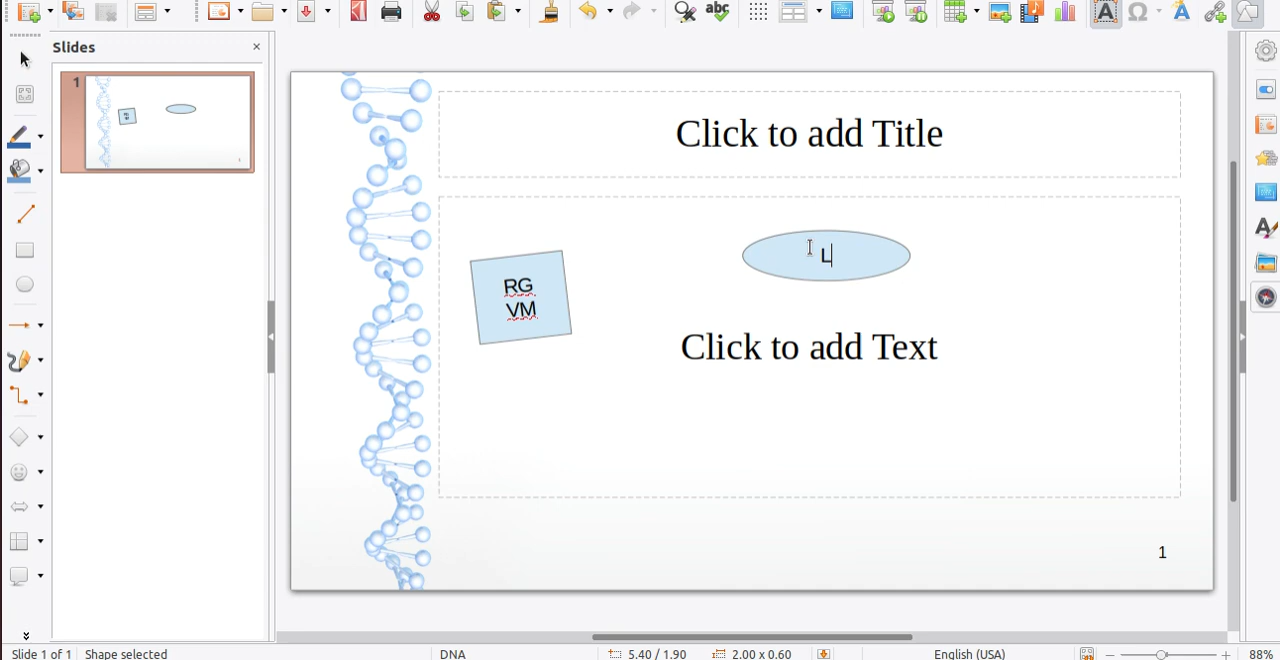 abc
A
Ω
A
Slides
×
1
Click to add Title
L
RG
VM
Click to add Text
1
Slide 1 of 1
Shape selected
DNA
5.40 / 1.90
2.00 x 0.60
English (USA)
88%